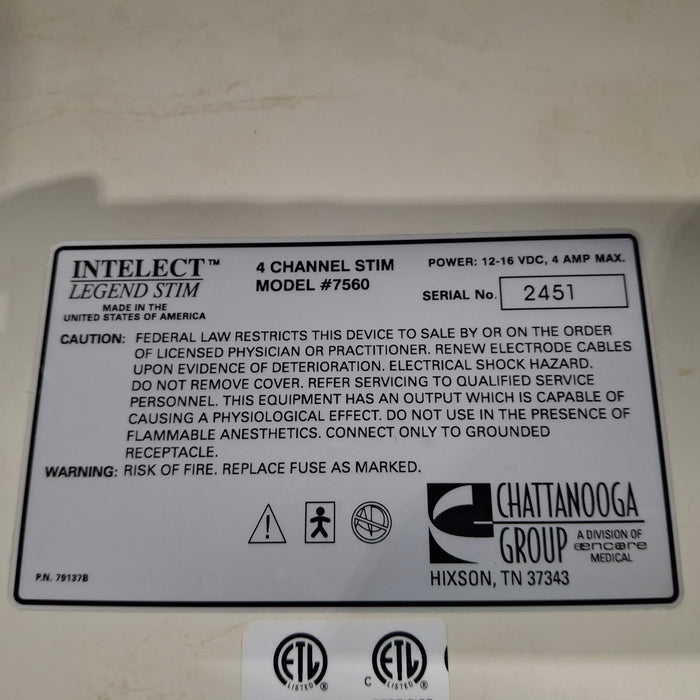 INTELECT™
LEGEND STIM
MADE IN THE
UNITED STATES OF AMERICA
4 CHANNEL STIM
MODEL #7560
POWER: 12-16 VDC, 4 AMP MAX.
SERIAL No. 2451
CAUTION: FEDERAL LAW RESTRICTS THIS DEVICE TO SALE BY OR ON THE ORDER
OF LICENSED PHYSICIAN OR PRACTITIONER. RENEW ELECTRODE CABLES
UPON EVIDENCE OF DETERIORATION. ELECTRICAL SHOCK HAZARD.
DO NOT REMOVE COVER. REFER SERVICING TO QUALIFIED SERVICE
PERSONNEL. THIS EQUIPMENT HAS AN OUTPUT WHICH IS CAPABLE OF
CAUSING A PHYSIOLOGICAL EFFECT. DO NOT USE IN THE PRESENCE OF
FLAMMABLE ANESTHETICS. CONNECT ONLY TO GROUNDED
RECEPTACLE.
WARNING: RISK OF FIRE. REPLACE FUSE AS MARKED.
CHATTANOOGA
GROUP
A DIVISION OF
encore
MEDICAL
HIXSON, TN 37343
P.N. 79137B
ETL
LISTED
®
C
ETL
LISTED
®